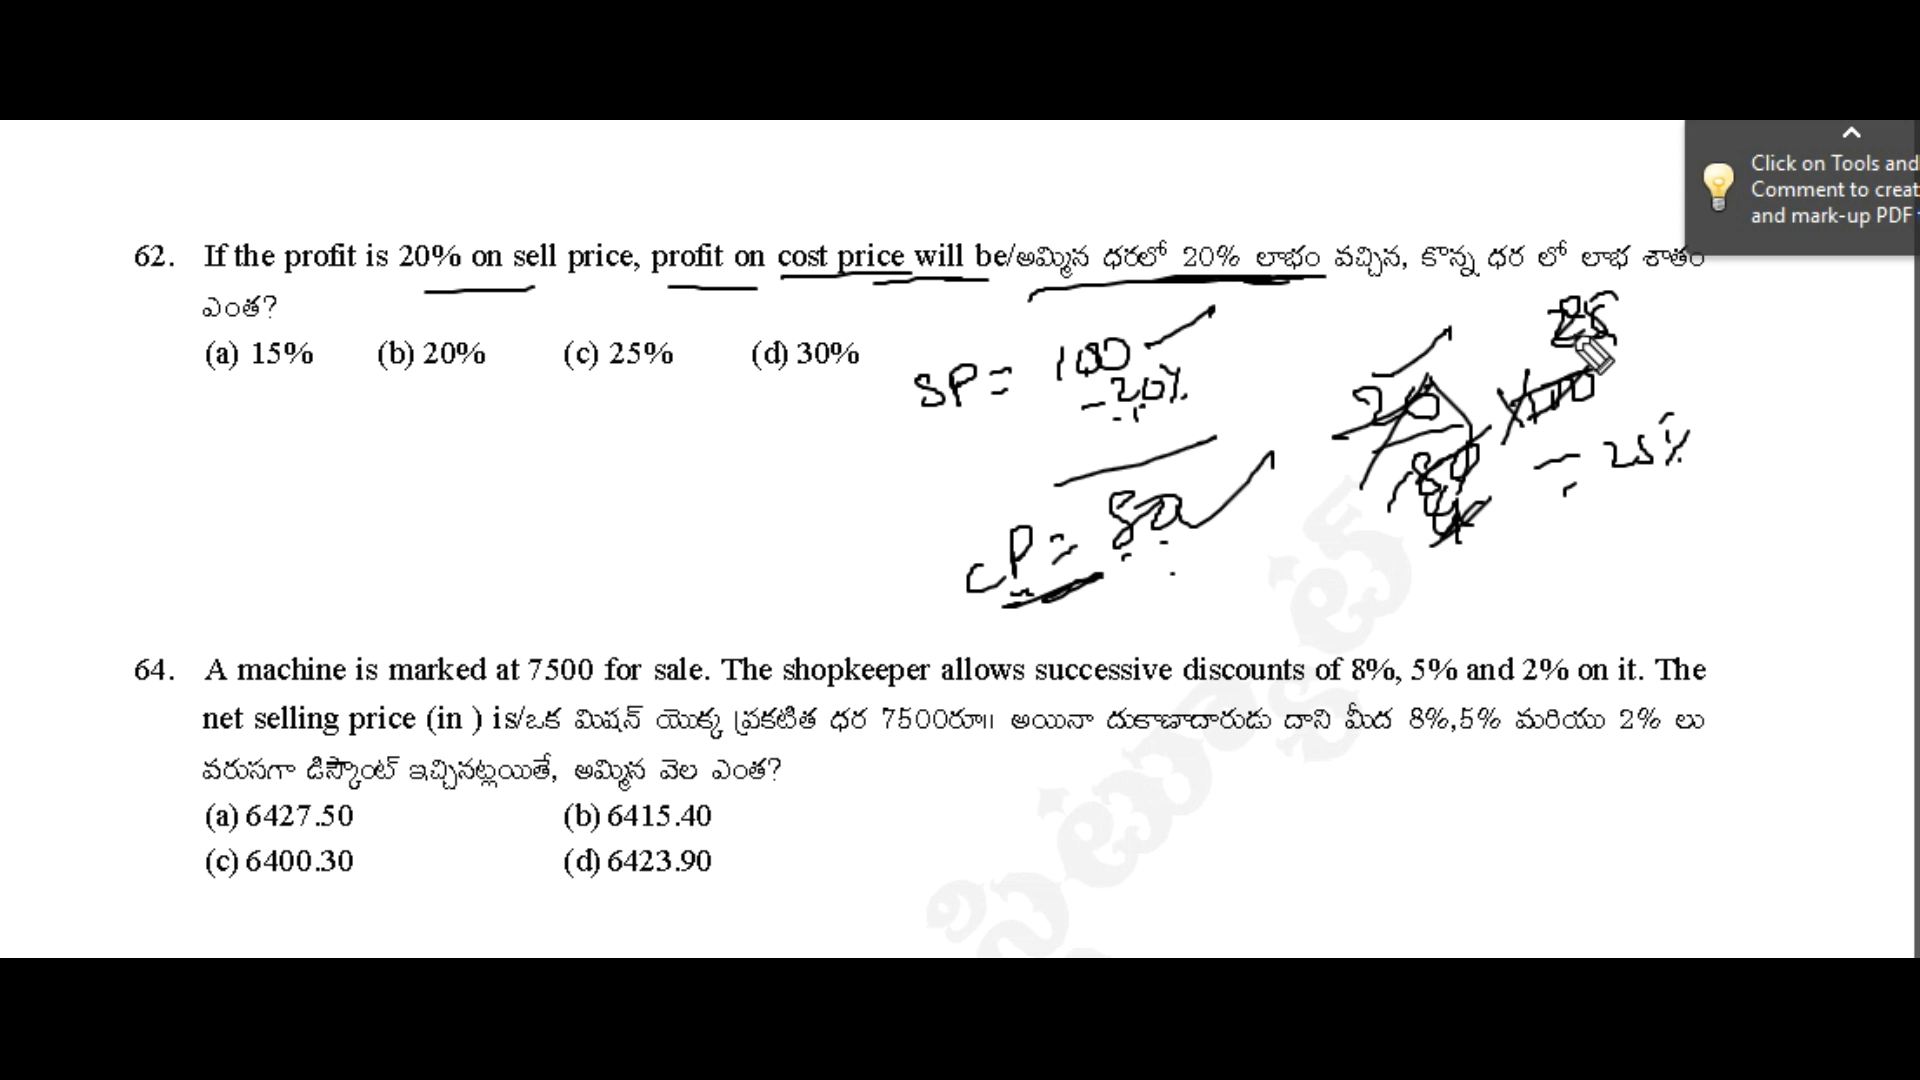 Click on Tools and
Comment to creat
and mark-up PDF
62. If the profit is 20% on sell price, profit on cost price will be/అమ్మిన ధరలో 20% లాభం వచ్చిన, కొన్న ధర లో లాభ శాతం
ఎంత?
(a) 15% (b) 20% (c) 25% (d) 30%
SP = 100
- 20%
CP = 80
20
80
×100
25
= 25%
64. A machine is marked at 7500 for sale. The shopkeeper allows successive discounts of 8%, 5% and 2% on it. The
net selling price (in ) is/ఒక మిషన్ యొక్క ప్రకటిత ధర 7500రూ॥ అయినా దుకాణాదారుడు దాని మీద 8%,5% మరియు 2% లు
వరుసగా డిస్కౌంట్ ఇచ్చినట్లయితే, అమ్మిన వెల ఎంత?
(a) 6427.50 (b) 6415.40
(c) 6400.30 (d) 6423.90